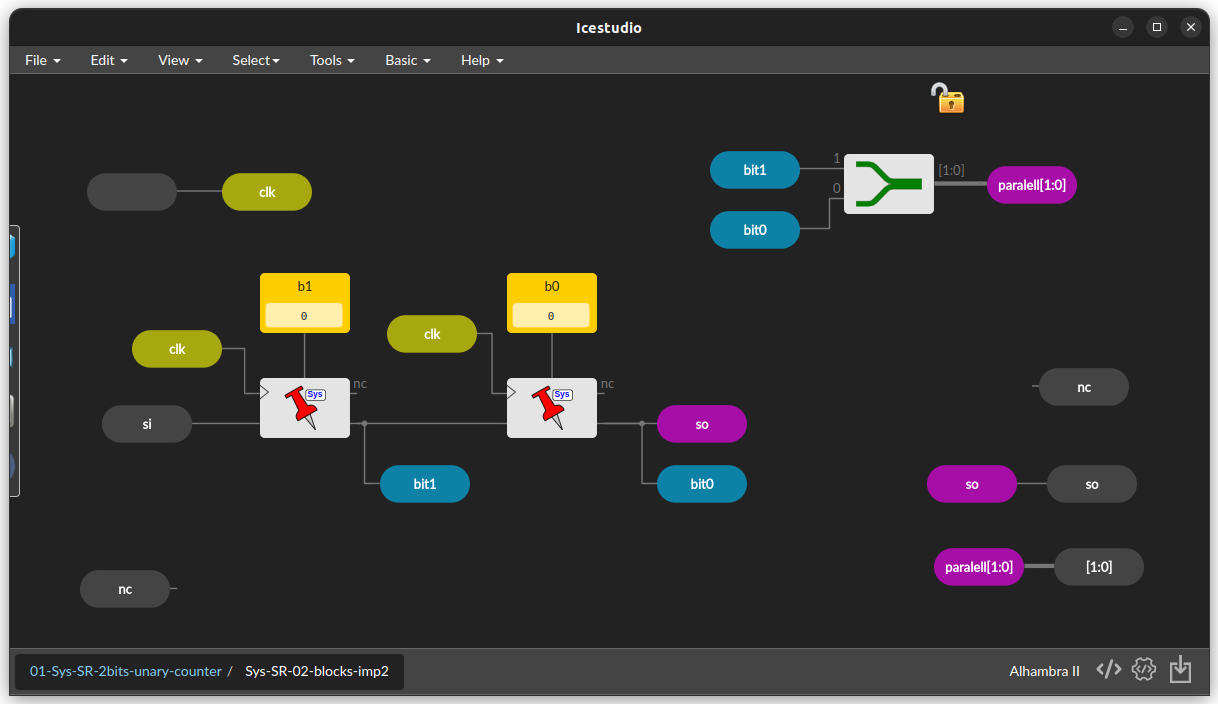 Icestudio
File Edit View Select Tools Basic Help
clk
bit1
1
0
[1:0]
paralell[1:0]
bit0
b1
0
b0
0
clk
clk
nc
nc
Sys
Sys
nc
si
so
bit1
bit0
so
so
paralell[1:0]
[1:0]
nc
01-Sys-SR-2bits-unary-counter / Sys-SR-02-blocks-imp2
Alhambra II